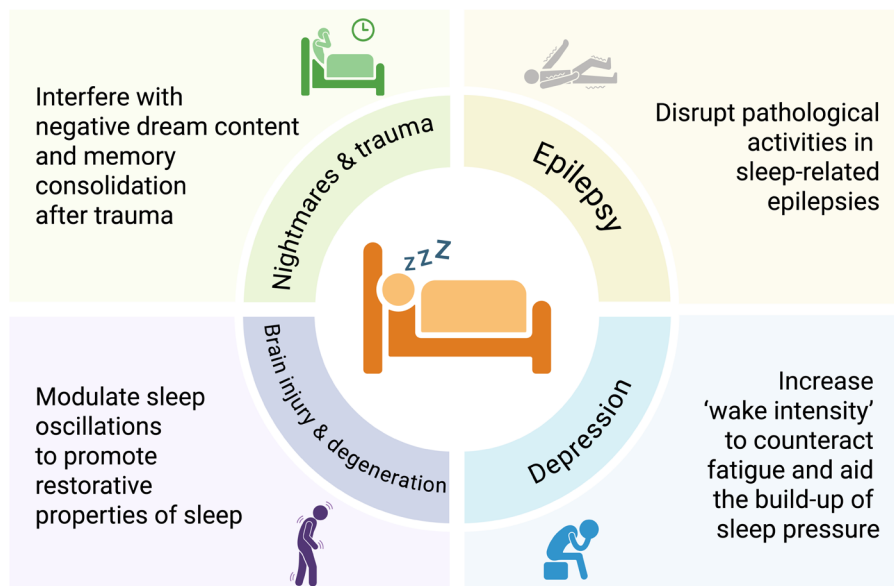 Interfere with
negative dream content
and memory
consolidation
after trauma
Nightmares & trauma
Epilepsy
Disrupt pathological
activities in
sleep-related
epilepsies
zzz
Modulate sleep
oscillations
to promote
restorative
properties of sleep
Brain injury & degeneration
Depression
Increase
‘wake intensity’
to counteract
fatigue and aid
the build-up of
sleep pressure